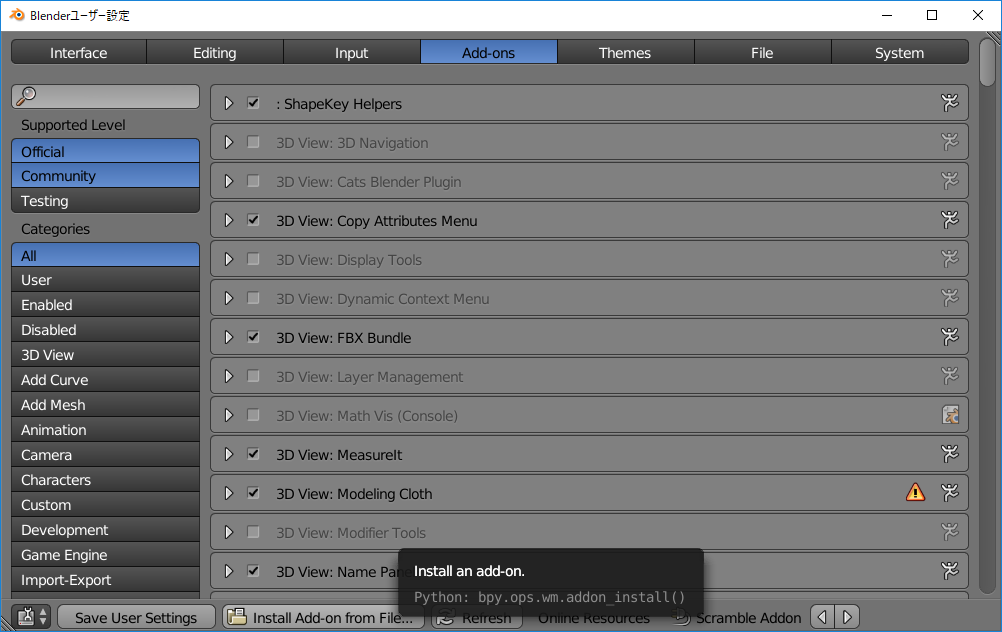 Blenderユーザー設定
Interface
Editing
Input
Add-ons
Themes
File
System
Supported Level
Official
Community
Testing
Categories
All
User
Enabled
Disabled
3D View
Add Curve
Add Mesh
Animation
Camera
Characters
Custom
Development
Game Engine
Import-Export
: ShapeKey Helpers
3D View: 3D Navigation
3D View: Cats Blender Plugin
3D View: Copy Attributes Menu
3D View: Display Tools
3D View: Dynamic Context Menu
3D View: FBX Bundle
3D View: Layer Management
3D View: Math Vis (Console)
3D View: MeasureIt
3D View: Modeling Cloth
3D View: Modifier Tools
3D View: Name
Install an add-on.
Python: bpy.ops.wm.addon_install()
Save User Settings
Install Add-on from File...
Refresh
Online Resources
Scramble Addon